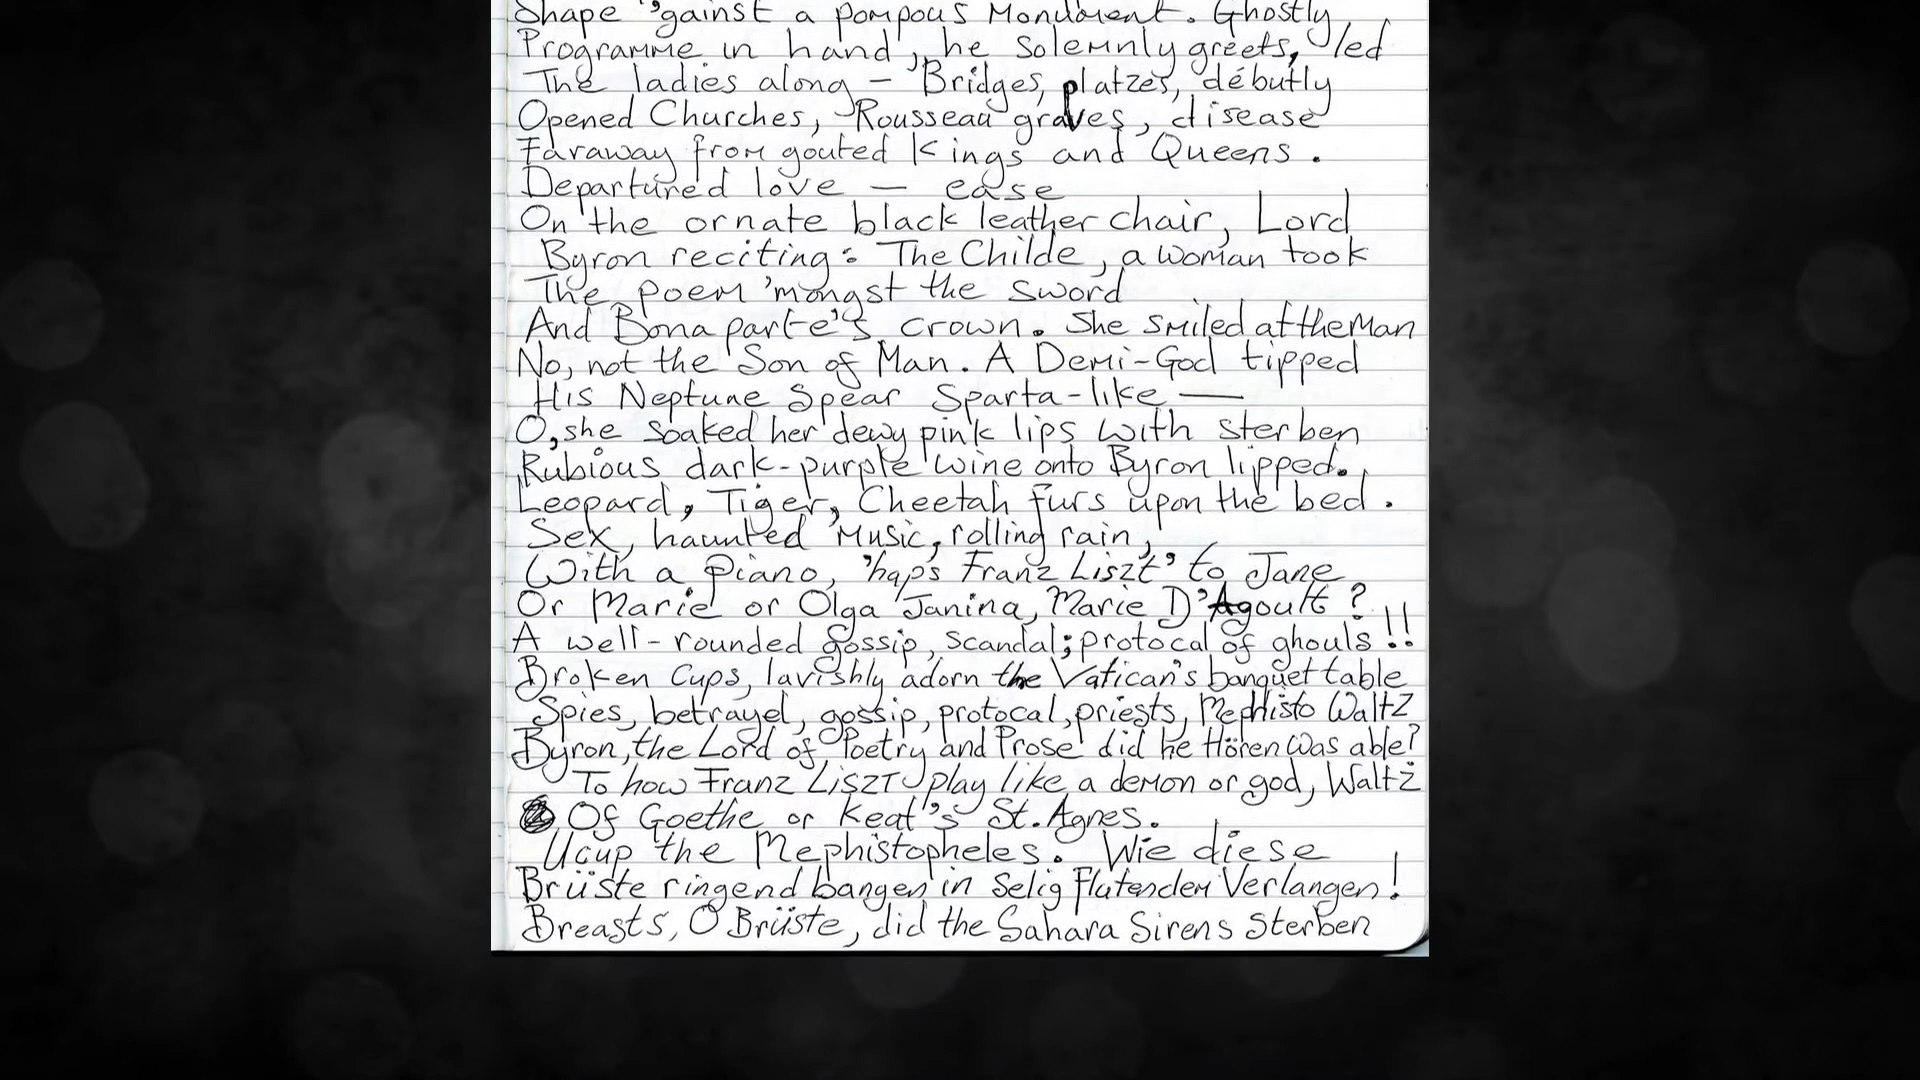 Shape 'gainst a pompous Monument. Ghostly
Programme in hand, he solemnly greets, led
The ladies along — Bridges, platzes, débutly
Opened Churches, Rousseau graves, disease
Faraway from gouted Kings and Queens.
Departured love — ease
On the ornate black leather chair, Lord
Byron reciting: The Childe, a woman took
The poem 'mongst the sword
And Bonaparte's crown. She smiled at the Man
No, not the Son of Man. A Demi-God tipped
His Neptune Spear Sparta-like —
O, she soaked her dewy pink lips with sterben
Rubious dark-purple wine onto Byron lipped.
Leopard, Tiger, Cheetah furs upon the bed.
Sex, haunted Music, rolling rain,
With a Piano, 'haps Franz Liszt' to Jane
Or Marie or Olga Janina, Marie D'Agoult?
A well-rounded gossip, scandal; protocal of ghouls!!
Broken Cups, lavishly adorn the Vatican's banquet table
Spies, betrayel, gossip, protocal, priests, Mephisto Waltz
Byron, the Lord of Poetry and Prose did he Hören was able?
To how Franz Liszt play like a demon or god, Waltz
Of Goethe or Keat's St. Agnes.
Ucup the Mephistopheles. Wie diese
Brüste ringend bangen in Selig Flutendem Verlangen!
Breasts, O Brüste, did the Sahara Sirens Sterben